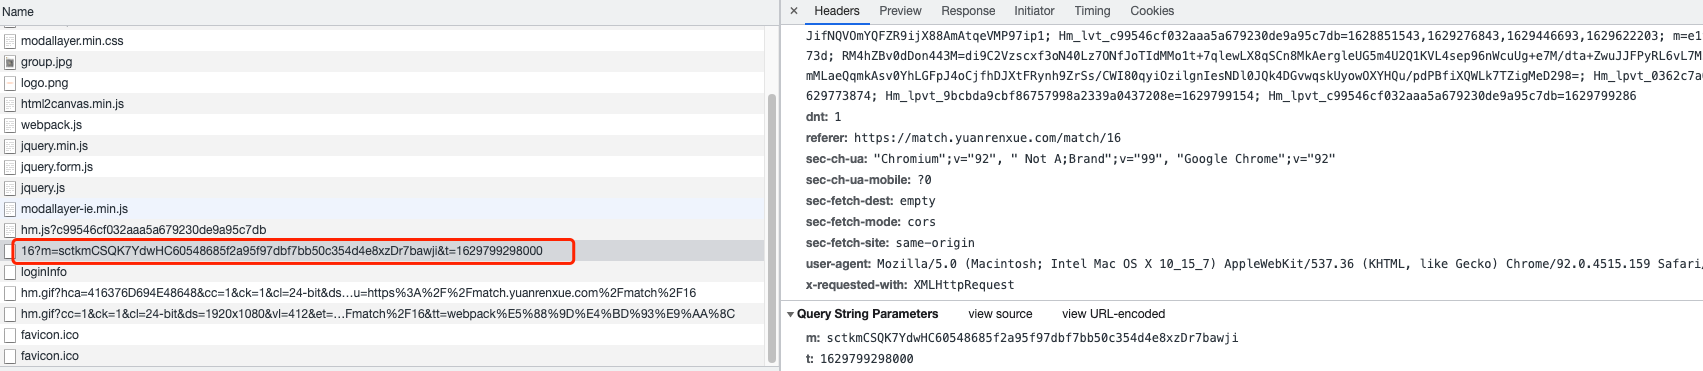 Name
modallayer.min.css
group.jpg
logo.png
html2canvas.min.js
webpack.js
jquery.min.js
jquery.form.js
jquery.js
modallayer-ie.min.js
hm.js?c99546cf032aaa5a679230de9a95c7db
16?m=sctkmCSQK7YdwHC60548685f2a95f97dbf7bb50c354d4e8xzDr7bawji&t=1629799298000
loginInfo
hm.gif?hca=416376D694E48648&cc=1&ck=1&cl=24-bit&ds...u=https%3A%2F%2Fmatch.yuanrenxue.com%2Fmatch%2F16
hm.gif?cc=1&ck=1&cl=24-bit&ds=1920x1080&vl=412&et=...Fmatch%2F16&tt=webpack%E5%88%9D%E4%BD%93%E9%AA%8C
favicon.ico
favicon.ico
× Headers Preview Response Initiator Timing Cookies
JifNQVOmYQFZR9ijX88AmAtqeVMP97ip1; Hm_lvt_c99546cf032aaa5a679230de9a95c7db=1628851543,1629276843,1629446693,1629622203; m=e1
73d; RM4hZBv0dDon443M=di9C2Vzscxf3oN40Lz7ONfJoTIdMMo1t+7qlewLX8qSCn8MkAergleUG5m4U2Q1KVL4sep96nWcuUg+e7M/dta+ZwuJJFPyRL6vL7M
mMLaeQqmkAsv0YhLGFpJ4oCjfhDJXtFRynh9ZrSs/CWI80qyiOzilgnIesNDl0JQk4DGvwqskUyowOXYHQu/pdPBfiXQWLk7TZigMeD298=; Hm_lpvt_0362c7a
629773874; Hm_lpvt_9bcbda9cbf86757998a2339a0437208e=1629799154; Hm_lpvt_c99546cf032aaa5a679230de9a95c7db=1629799286
dnt: 1
referer: https://match.yuanrenxue.com/match/16
sec-ch-ua: "Chromium";v="92", " Not A;Brand";v="99", "Google Chrome";v="92"
sec-ch-ua-mobile: ?0
sec-fetch-dest: empty
sec-fetch-mode: cors
sec-fetch-site: same-origin
user-agent: Mozilla/5.0 (Macintosh; Intel Mac OS X 10_15_7) AppleWebKit/537.36 (KHTML, like Gecko) Chrome/92.0.4515.159 Safari/
x-requested-with: XMLHttpRequest
Query String Parameters view source view URL-encoded
m: sctkmCSQK7YdwHC60548685f2a95f97dbf7bb50c354d4e8xzDr7bawji
t: 1629799298000